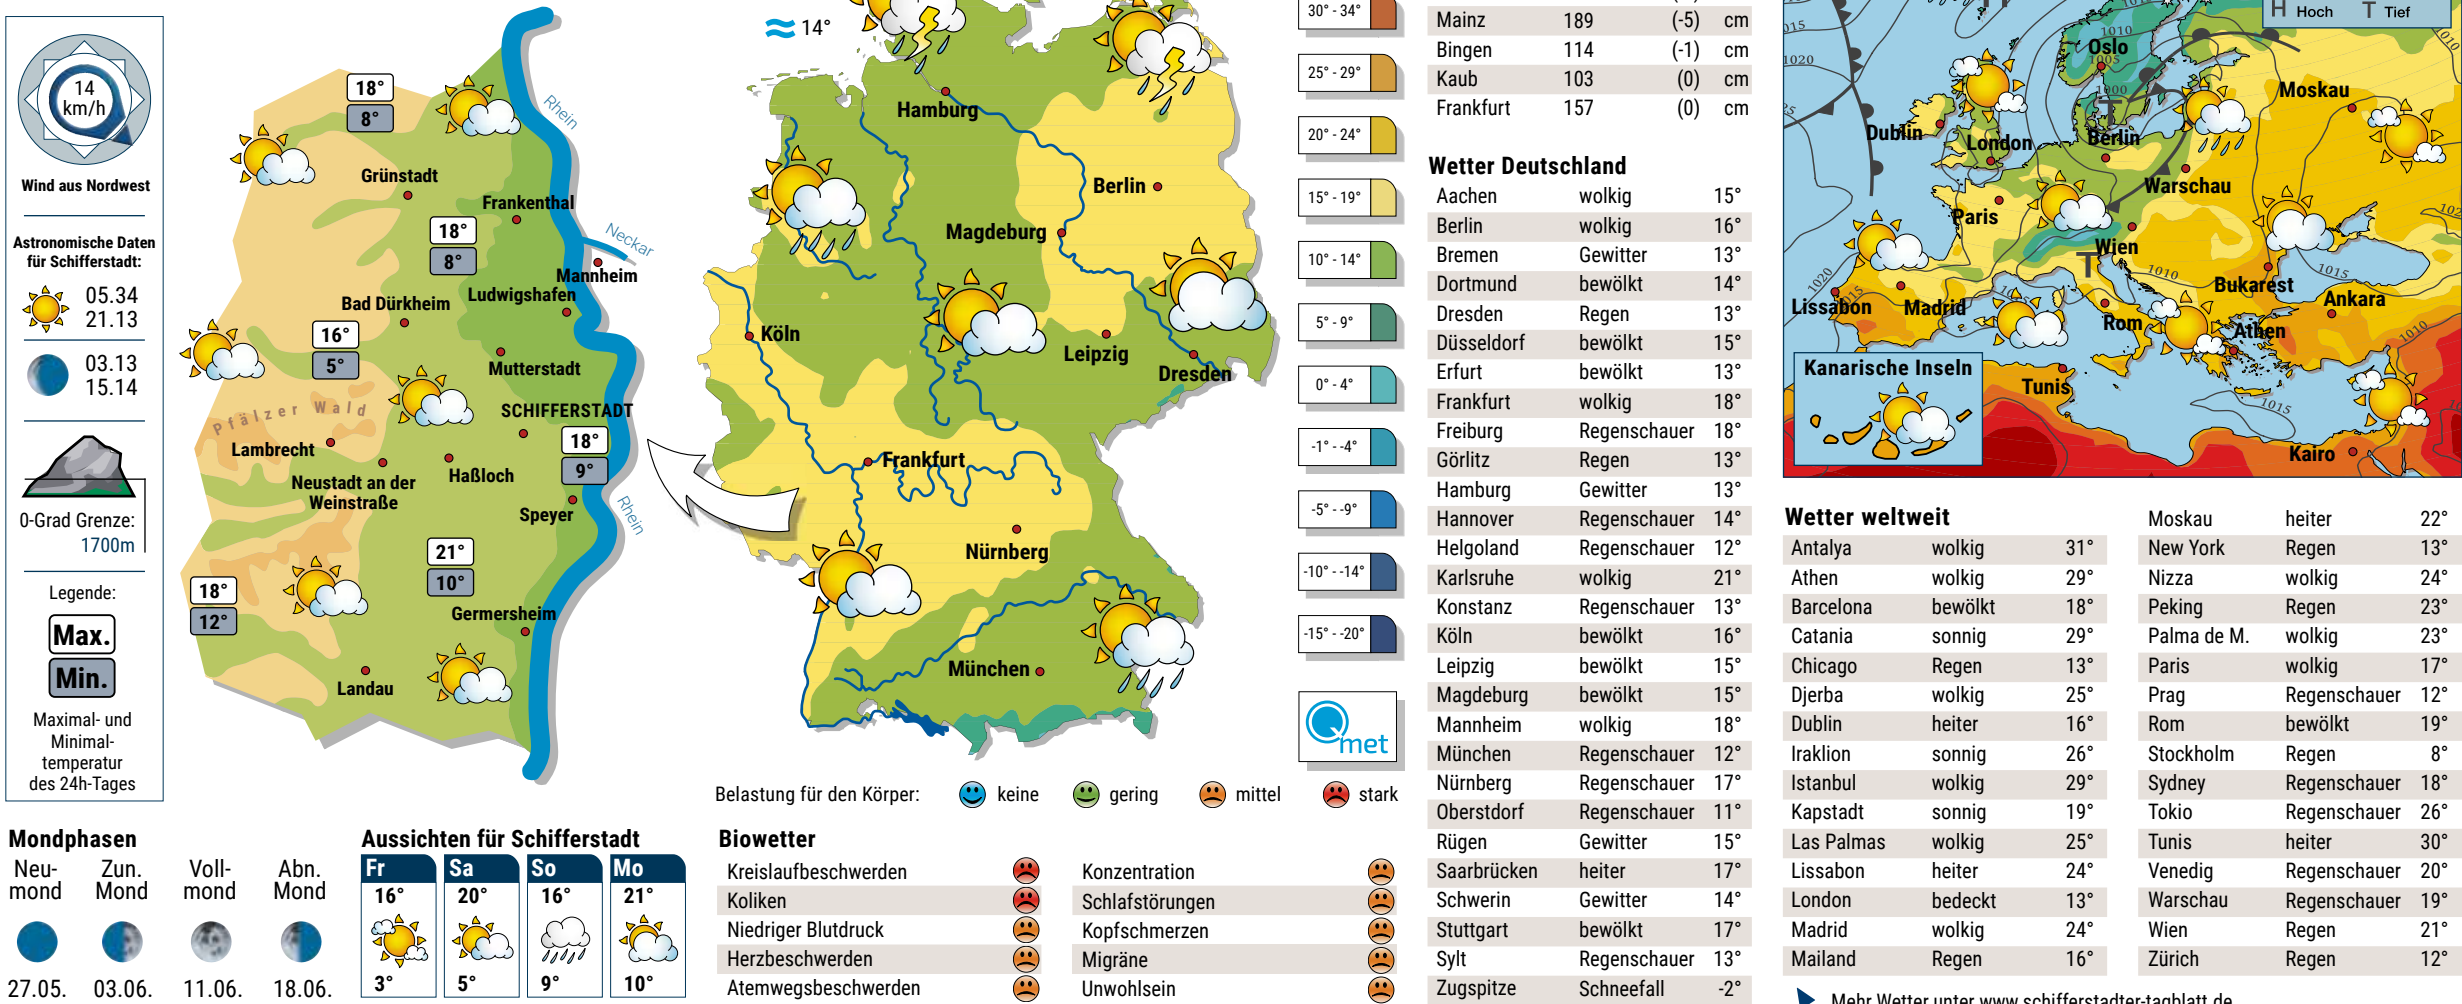 14
km/h
Wind aus Nordwest
Astronomische Daten
für Schifferstadt:
05.34
21.13
03.13
15.14
0-Grad Grenze:
1700m
Legende:
Max.
Min.
Maximal- und
Minimal-
temperatur
des 24h-Tages
18°
8°
Rhein
Grünstadt
Frankenthal
18°
8°
Neckar
Mannheim
Ludwigshafen
Bad Dürkheim
16°
5°
Mutterstadt
Pfälzer Wald
SCHIFFERSTADT
18°
9°
Lambrecht
Haßloch
Neustadt an der
Weinstraße
Speyer
Rhein
21°
10°
18°
12°
Germersheim
Landau
14°
Hamburg
Berlin
Magdeburg
Köln
Leipzig
Dresden
Frankfurt
Nürnberg
München
30° - 34°
25° - 29°
20° - 24°
15° - 19°
10° - 14°
5° - 9°
0° - 4°
-1° - -4°
-5° - -9°
-10° - -14°
-15° - -20°
Qmet
Belastung für den Körper: keine gering mittel stark
Mondphasen
Neu-
mond
Zun.
Mond
Voll-
mond
Abn.
Mond
27.05. 03.06. 11.06. 18.06.
Aussichten für Schifferstadt
Fr Sa So Mo
16° 20° 16° 21°
3° 5° 9° 10°
Biowetter
Kreislaufbeschwerden
Koliken
Niedriger Blutdruck
Herzbeschwerden
Atemwegsbeschwerden
Konzentration
Schlafstörungen
Kopfschmerzen
Migräne
Unwohlsein
Mainz 189 (-5) cm
Bingen 114 (-1) cm
Kaub 103 (0) cm
Frankfurt 157 (0) cm
Wetter Deutschland
Aachen wolkig 15°
Berlin wolkig 16°
Bremen Gewitter 13°
Dortmund bewölkt 14°
Dresden Regen 13°
Düsseldorf bewölkt 15°
Erfurt bewölkt 13°
Frankfurt wolkig 18°
Freiburg Regenschauer 18°
Görlitz Regen 13°
Hamburg Gewitter 13°
Hannover Regenschauer 14°
Helgoland Regenschauer 12°
Karlsruhe wolkig 21°
Konstanz Regenschauer 13°
Köln bewölkt 16°
Leipzig bewölkt 15°
Magdeburg bewölkt 15°
Mannheim wolkig 18°
München Regenschauer 12°
Nürnberg Regenschauer 17°
Oberstdorf Regenschauer 11°
Rügen Gewitter 15°
Saarbrücken heiter 17°
Schwerin Gewitter 14°
Stuttgart bewölkt 17°
Sylt Regenschauer 13°
Zugspitze Schneefall -2°
H Hoch T Tief
1015
1020
1010
Oslo
1005
1000
T
Moskau
Dublin
London
Berlin
Warschau
Paris
Wien
T
1010
1015
1020
1015
Lissabon
Madrid
1015
Rom
Bukarest
Ankara
Athen
1010
Kanarische Inseln
Tunis
1015
Kairo
Wetter weltweit
Antalya wolkig 31°
Athen wolkig 29°
Barcelona bewölkt 18°
Catania sonnig 29°
Chicago Regen 13°
Djerba wolkig 25°
Dublin heiter 16°
Iraklion sonnig 26°
Istanbul wolkig 29°
Kapstadt sonnig 19°
Las Palmas wolkig 25°
Lissabon heiter 24°
London bedeckt 13°
Madrid wolkig 24°
Mailand Regen 16°
Moskau heiter 22°
New York Regen 13°
Nizza wolkig 24°
Peking Regen 23°
Palma de M. wolkig 23°
Paris wolkig 17°
Prag Regenschauer 12°
Rom bewölkt 19°
Stockholm Regen 8°
Sydney Regenschauer 18°
Tokio Regenschauer 26°
Tunis heiter 30°
Venedig Regenschauer 20°
Warschau Regenschauer 19°
Wien Regen 21°
Zürich Regen 12°
Mehr Wetter unter www.schifferstadter-tagblatt.de